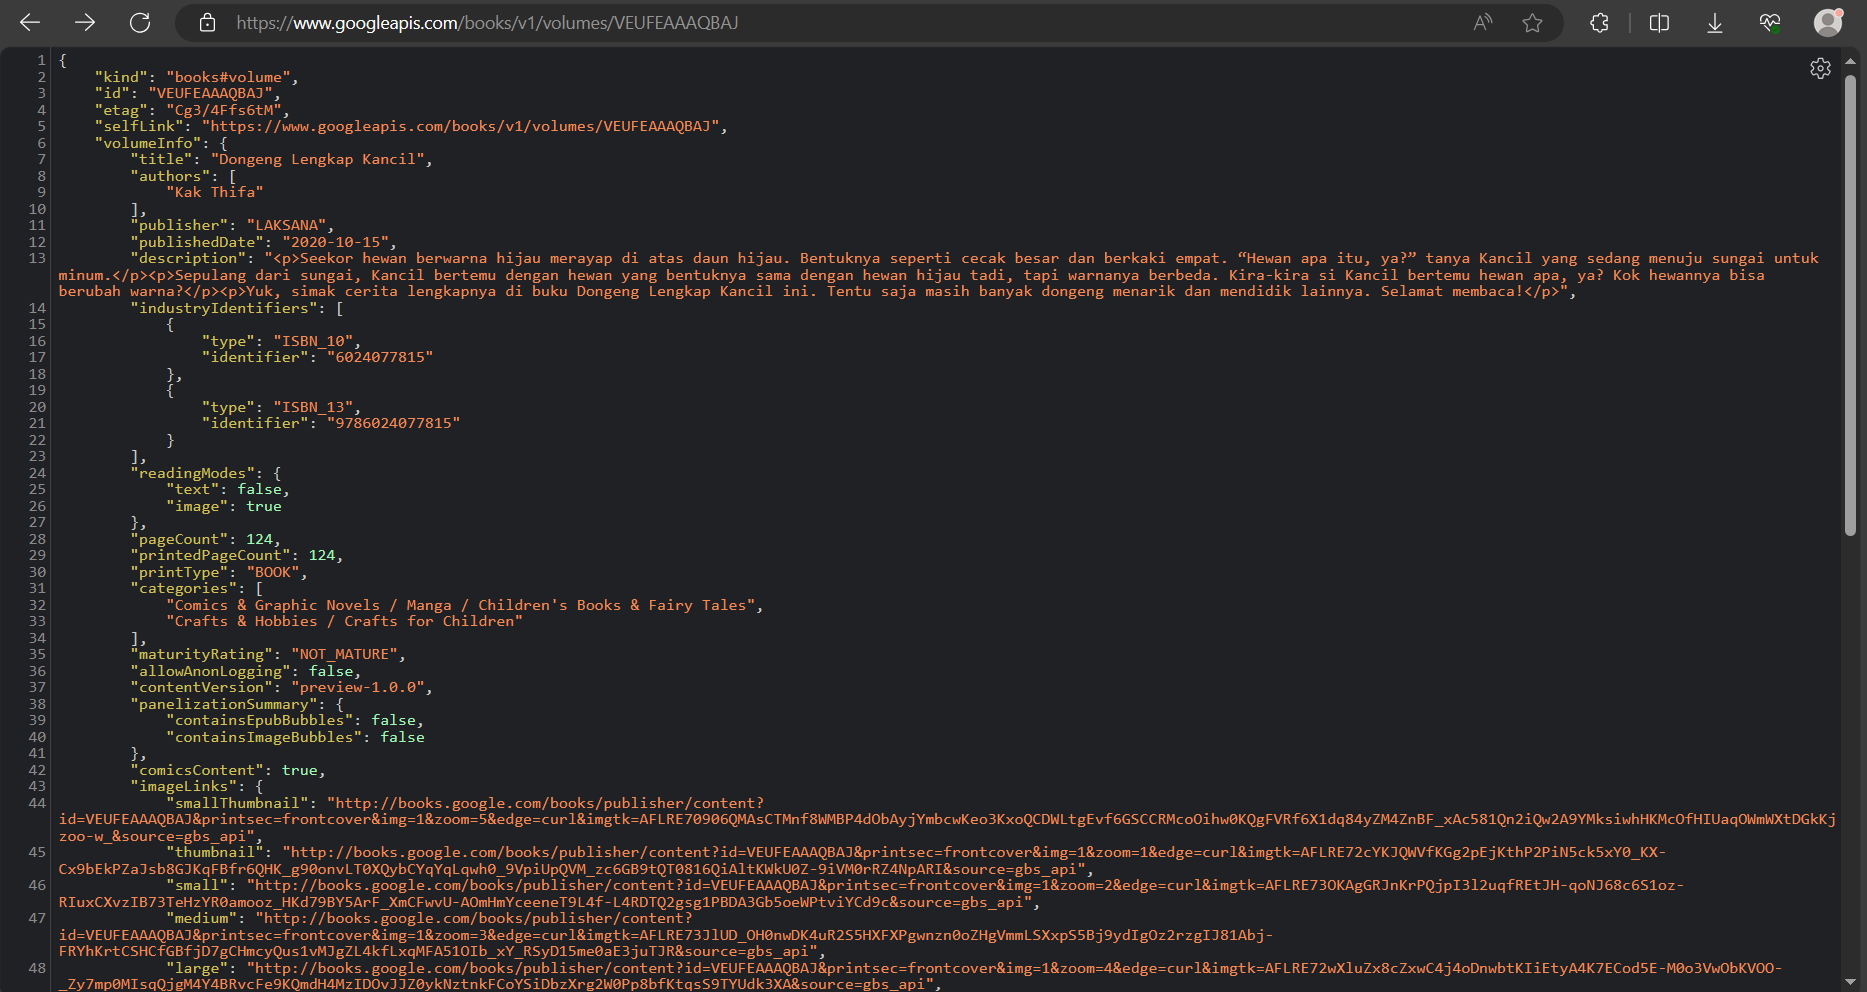 https://www.googleapis.com/books/v1/volumes/VEUFEAAAQBAJ
1 {
2 "kind": "books#volume",
3 "id": "VEUFEAAAQBAJ",
4 "etag": "Cg3/4Ffs6tM",
5 "selfLink": "https://www.googleapis.com/books/v1/volumes/VEUFEAAAQBAJ",
6 "volumeInfo": {
7 "title": "Dongeng Lengkap Kancil",
8 "authors": [
9 "Kak Thifa"
10 ],
11 "publisher": "LAKSANA",
12 "publishedDate": "2020-10-15",
13 "description": "<p>Seekor hewan berwarna hijau merayap di atas daun hijau. Bentuknya seperti cecak besar dan berkaki empat. “Hewan apa itu, ya?” tanya Kancil yang sedang menuju sungai untuk
minum.</p><p>Sepulang dari sungai, Kancil bertemu dengan hewan yang bentuknya sama dengan hewan hijau tadi, tapi warnanya berbeda. Kira-kira si Kancil bertemu hewan apa, ya? Kok hewannya bisa
berubah warna?</p><p>Yuk, simak cerita lengkapnya di buku Dongeng Lengkap Kancil ini. Tentu saja masih banyak dongeng menarik dan mendidik lainnya. Selamat membaca!</p>",
14 "industryIdentifiers": [
15 {
16 "type": "ISBN_10",
17 "identifier": "6024077815"
18 },
19 {
20 "type": "ISBN_13",
21 "identifier": "9786024077815"
22 }
23 ],
24 "readingModes": {
25 "text": false,
26 "image": true
27 },
28 "pageCount": 124,
29 "printedPageCount": 124,
30 "printType": "BOOK",
31 "categories": [
32 "Comics & Graphic Novels / Manga / Children's Books & Fairy Tales",
33 "Crafts & Hobbies / Crafts for Children"
34 ],
35 "maturityRating": "NOT_MATURE",
36 "allowAnonLogging": false,
37 "contentVersion": "preview-1.0.0",
38 "panelizationSummary": {
39 "containsEpubBubbles": false,
40 "containsImageBubbles": false
41 },
42 "comicsContent": true,
43 "imageLinks": {
44 "smallThumbnail": "http://books.google.com/books/publisher/content?
id=VEUFEAAAQBAJ&printsec=frontcover&img=1&zoom=5&edge=curl&imgtk=AFLRE70906QMAsCTMnf8WMBP4dObAyjYmbcwKeo3KxoQCDWLtgEvf6GSCCRMcoOihw0KQgFVRf6X1dq84yZM4ZnBF_xAc581Qn2iQw2A9YMksiwhHKMcOfHIUaqOWmWXtDGkKj
zoo-w_&source=gbs_api",
45 "thumbnail": "http://books.google.com/books/publisher/content?id=VEUFEAAAQBAJ&printsec=frontcover&img=1&zoom=1&edge=curl&imgtk=AFLRE72cYKJQWVfKGg2pEjKthP2PiN5ck5xY0_KX-
Cx9bEkPZaJsb8GJKqFBfr6QHK_g90onvLT0XQybCYqYqLqwh0_9VpiUpQVM_zc6GB9tQT0816QiAltKWkU0Z-9iVM0rRZ4NpARI&source=gbs_api",
46 "small": "http://books.google.com/books/publisher/content?id=VEUFEAAAQBAJ&printsec=frontcover&img=1&zoom=2&edge=curl&imgtk=AFLRE73OKAgGRJnKrPQjpI3l2uqfREtJH-qoNJ68c6S1oz-
RIuxCXvzIB73TeHzYR0amooz_HKd79BY5ArF_XmCFwvU-AOmHmYceeneT9L4f-L4RDTQ2gsg1PBDA3Gb5oeWPtviYCd9c&source=gbs_api",
47 "medium": "http://books.google.com/books/publisher/content?
id=VEUFEAAAQBAJ&printsec=frontcover&img=1&zoom=3&edge=curl&imgtk=AFLRE73JlUD_OH0nwDK4uR2S5HXFXPgwnzn0oZHgVmmLSXxpS5Bj9ydIgOz2rzgIJ81Abj-
FRYhKrtCSHCfGBfjD7gCHmcyQus1vMJgZL4kfLxqMFA51OIb_xY_RSyD15me0aE3juTJR&source=gbs_api",
48 "large": "http://books.google.com/books/publisher/content?id=VEUFEAAAQBAJ&printsec=frontcover&img=1&zoom=4&edge=curl&imgtk=AFLRE72wXluZx8cZxwC4j4oDnwbtKIiEtyA4K7ECod5E-M0o3VwObKVOO-
_Zy7mp0MIsqQjgM4Y4BRvcFe9KQmdH4MzIDOvJJZ0ykNztnkFCoYSiDbzXrg2W0Pp8bfKtqsS9TYUdk3XA&source=gbs_api",